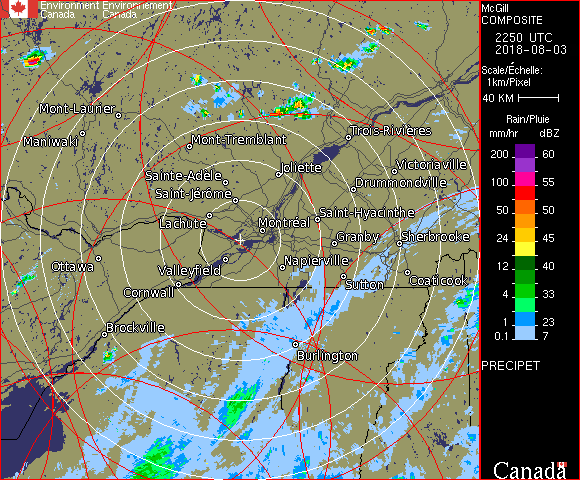 Environment Environnement
Canada Canada
McGill
COMPOSITE
2250 UTC
2018-08-03
Scale/Échelle:
1km/Pixel
40 KM
Rain/Pluie
mm/hr dBZ
200 60
100 55
50 50
24 45
12 40
4 33
1 23
0.1 7
PRECIPET
Canada
Mont-Laurier
Maniwaki
Mont-Tremblant
Trois-Rivières
Sainte-Adèle
Joliette
Victoriaville
Saint-Jérôme
Drummondville
Lachute
Montréal
Saint-Hyacinthe
Granby
Sherbrooke
Ottawa
Valleyfield
Napierville
Cornwall
Sutton
Coaticook
Brockville
Burlington